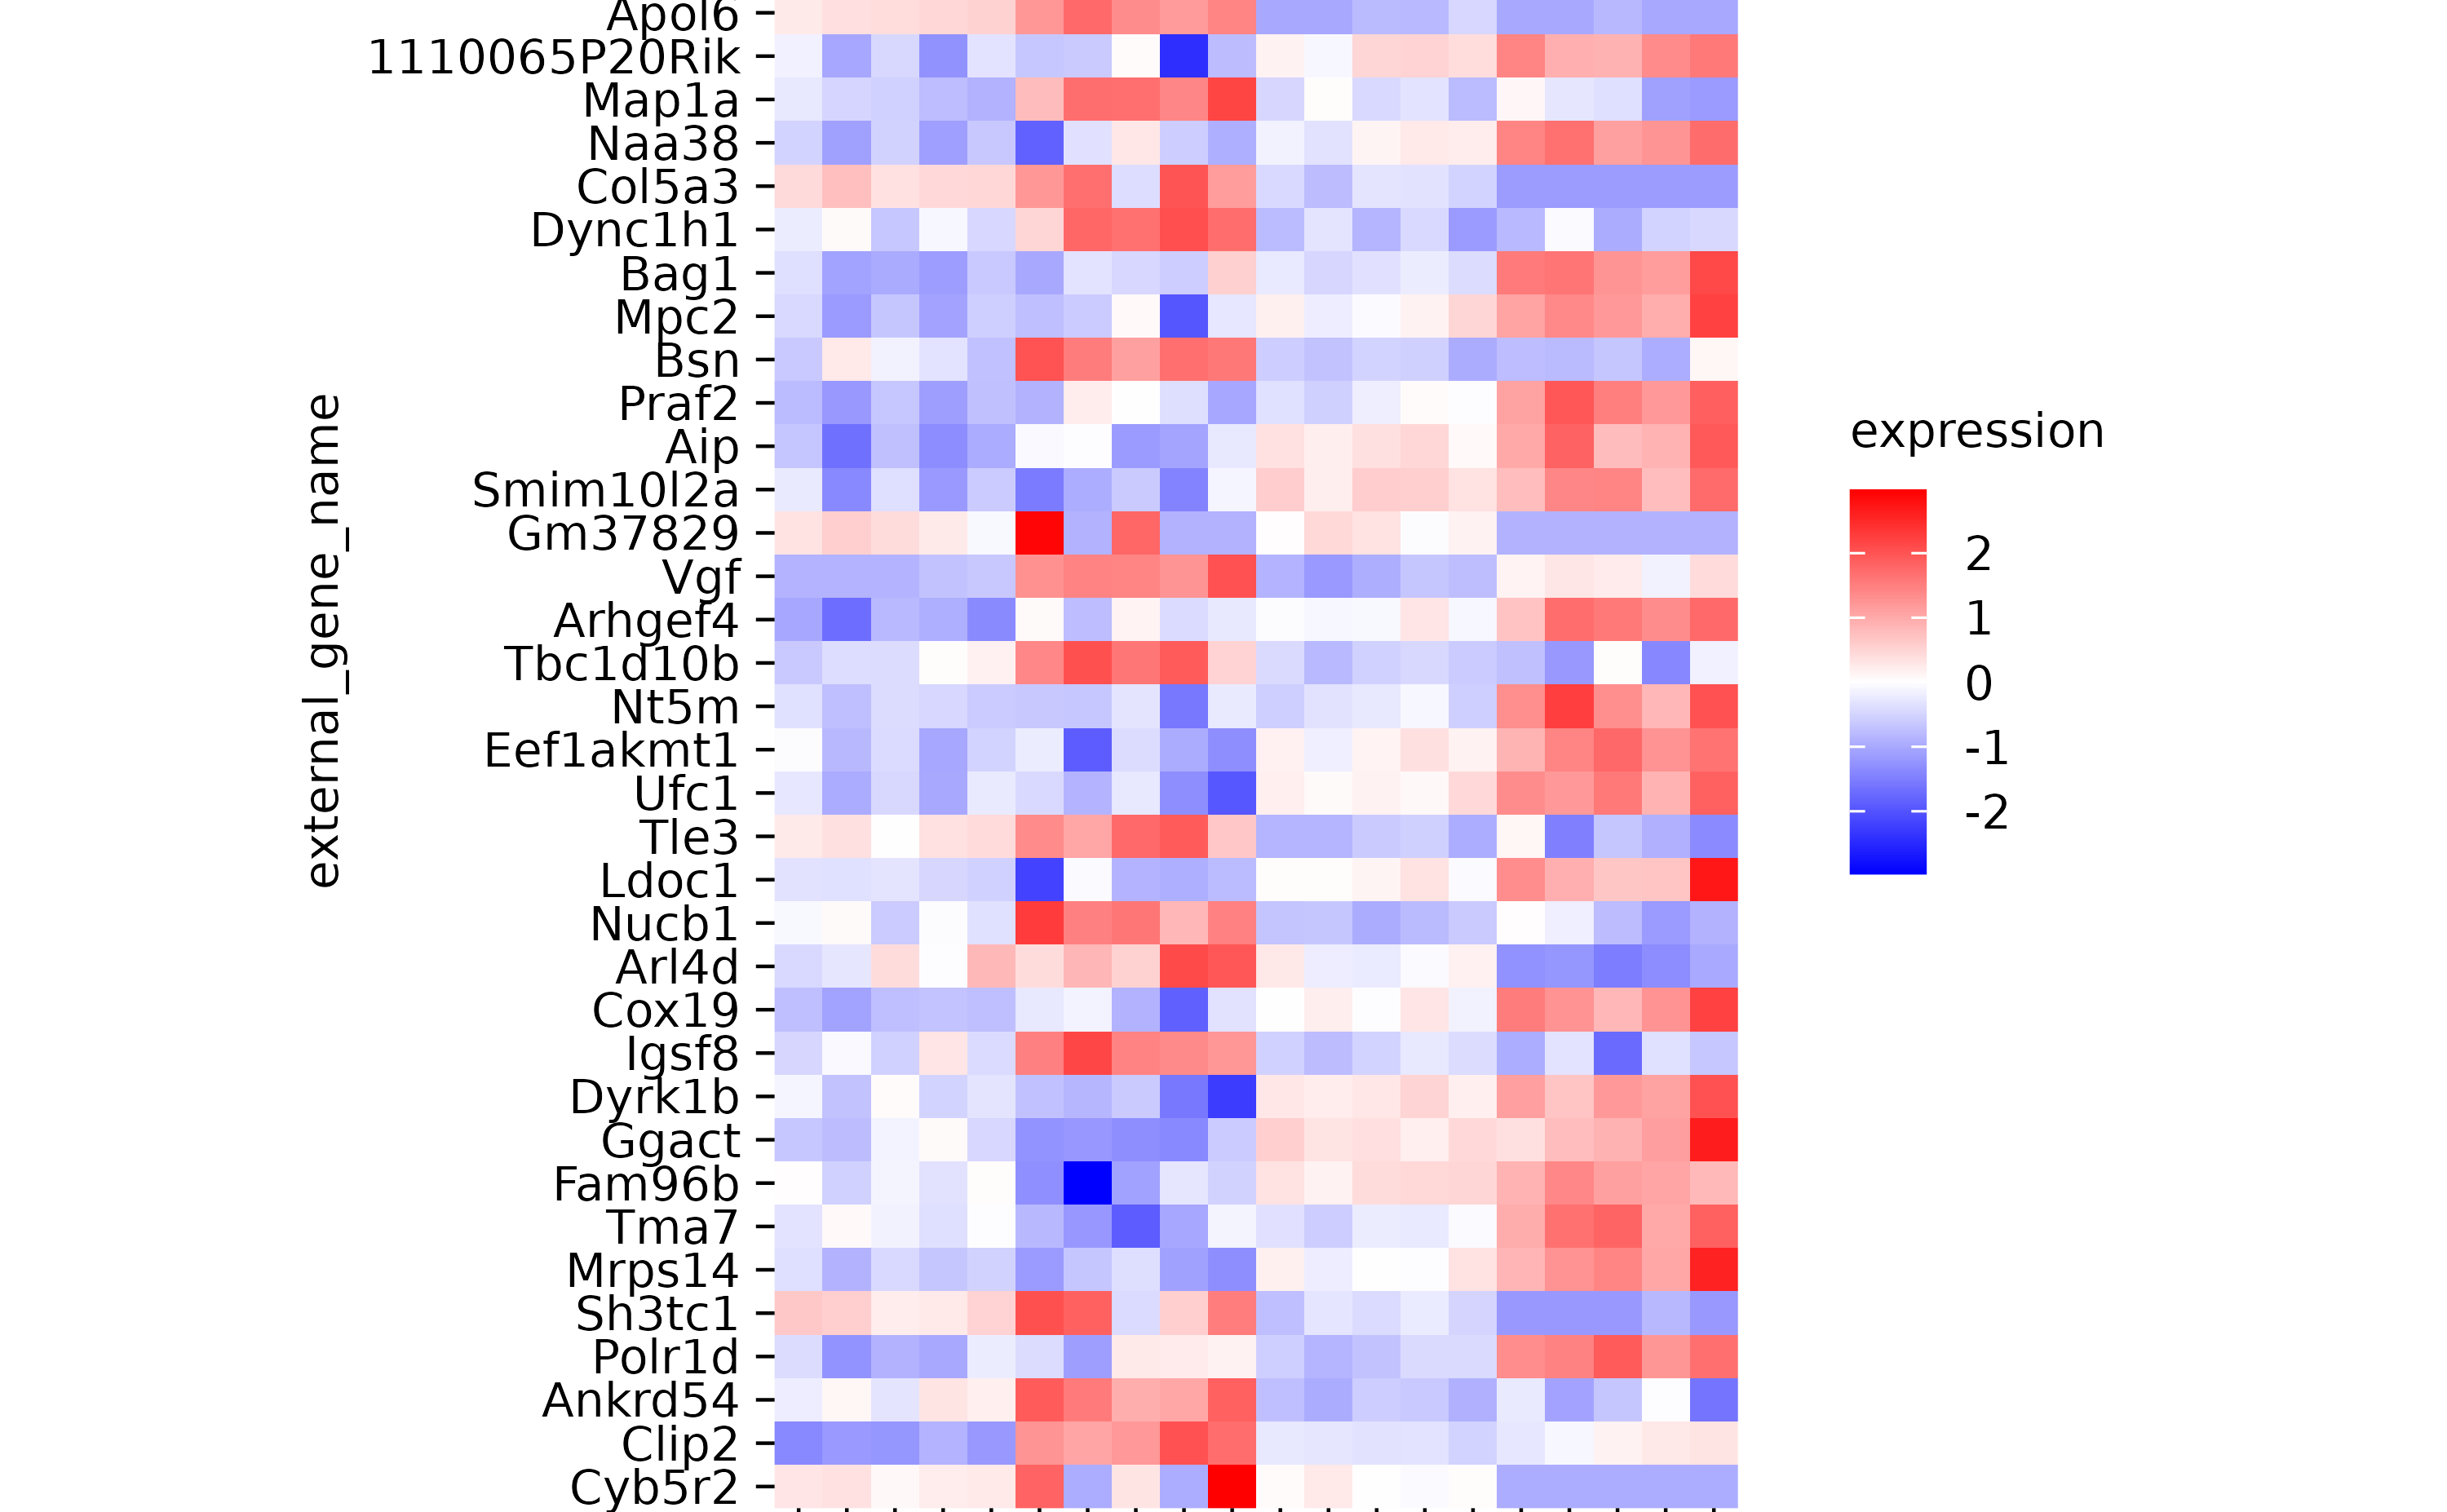 Apol6
1110065P20Rik
Map1a
Naa38
Col5a3
Dync1h1
Bag1
Mpc2
Bsn
Praf2
Aip
Smim10l2a
Gm37829
Vgf
Arhgef4
Tbc1d10b
Nt5m
Eef1akmt1
Ufc1
Tle3
Ldoc1
Nucb1
Arl4d
Cox19
Igsf8
Dyrk1b
Ggact
Fam96b
Tma7
Mrps14
Sh3tc1
Polr1d
Ankrd54
Clip2
Cyb5r2
external_gene_name
expression
2
1
0
-1
-2